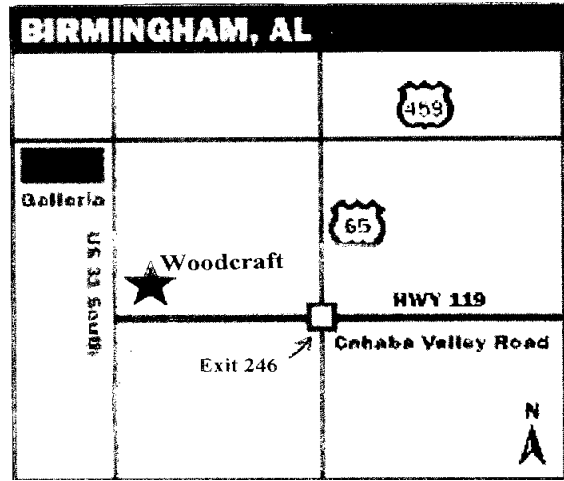 BIRMINGHAM, AL
459
Galleria
65
US 31 South
Woodcraft
HWY 119
Cahaba Valley Road
Exit 246
N